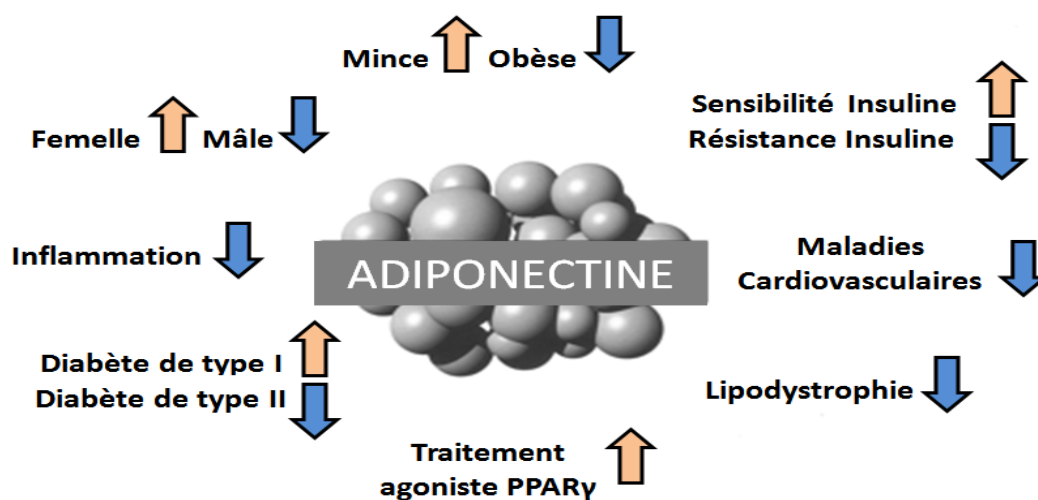 Mince Obèse
Sensibilité Insuline
Résistance Insuline
Femelle Mâle
Inflammation
ADIPONECTINE
Maladies
Cardiovasculaires
Diabète de type I
Diabète de type II
Lipodystrophie
Traitement
agoniste PPARγ